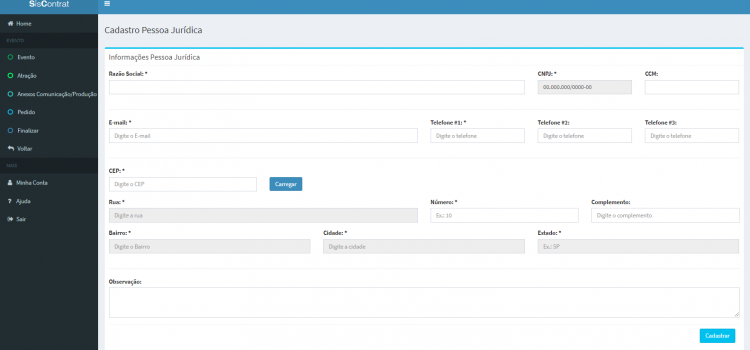 SisContrat
Home
EVENTO
Evento
Atração
Anexos Comunicação/Produção
Pedido
Finalizar
Voltar
MAIS
Minha Conta
Ajuda
Sair
Cadastro Pessoa Jurídica
Informações Pessoa Jurídica
Razão Social: * CNPJ: * CCM:
00.000.000/0000-00
E-mail: * Telefone #1: * Telefone #2: Telefone #3:
Digite o E-mail Digite o telefone Digite o telefone Digite o telefone
CEP: *
Digite o CEP Carregar
Rua: * Número: * Complemento:
Digite a rua Ex.: 10 Digite o complemento
Bairro: * Cidade: * Estado: *
Digite o Bairro Digite a cidade Ex.: SP
Observação:
Cadastrar